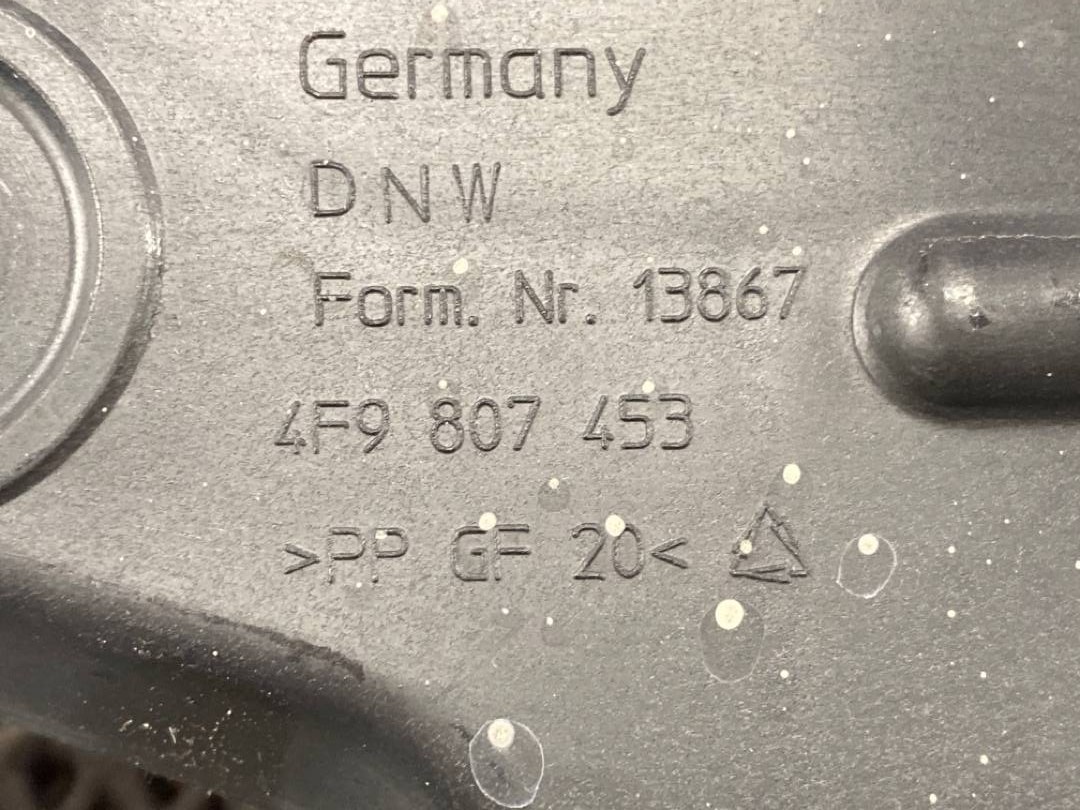 Germany
DNW
Form. Nr. 13867
4F9 807 453
>PP GF 20<